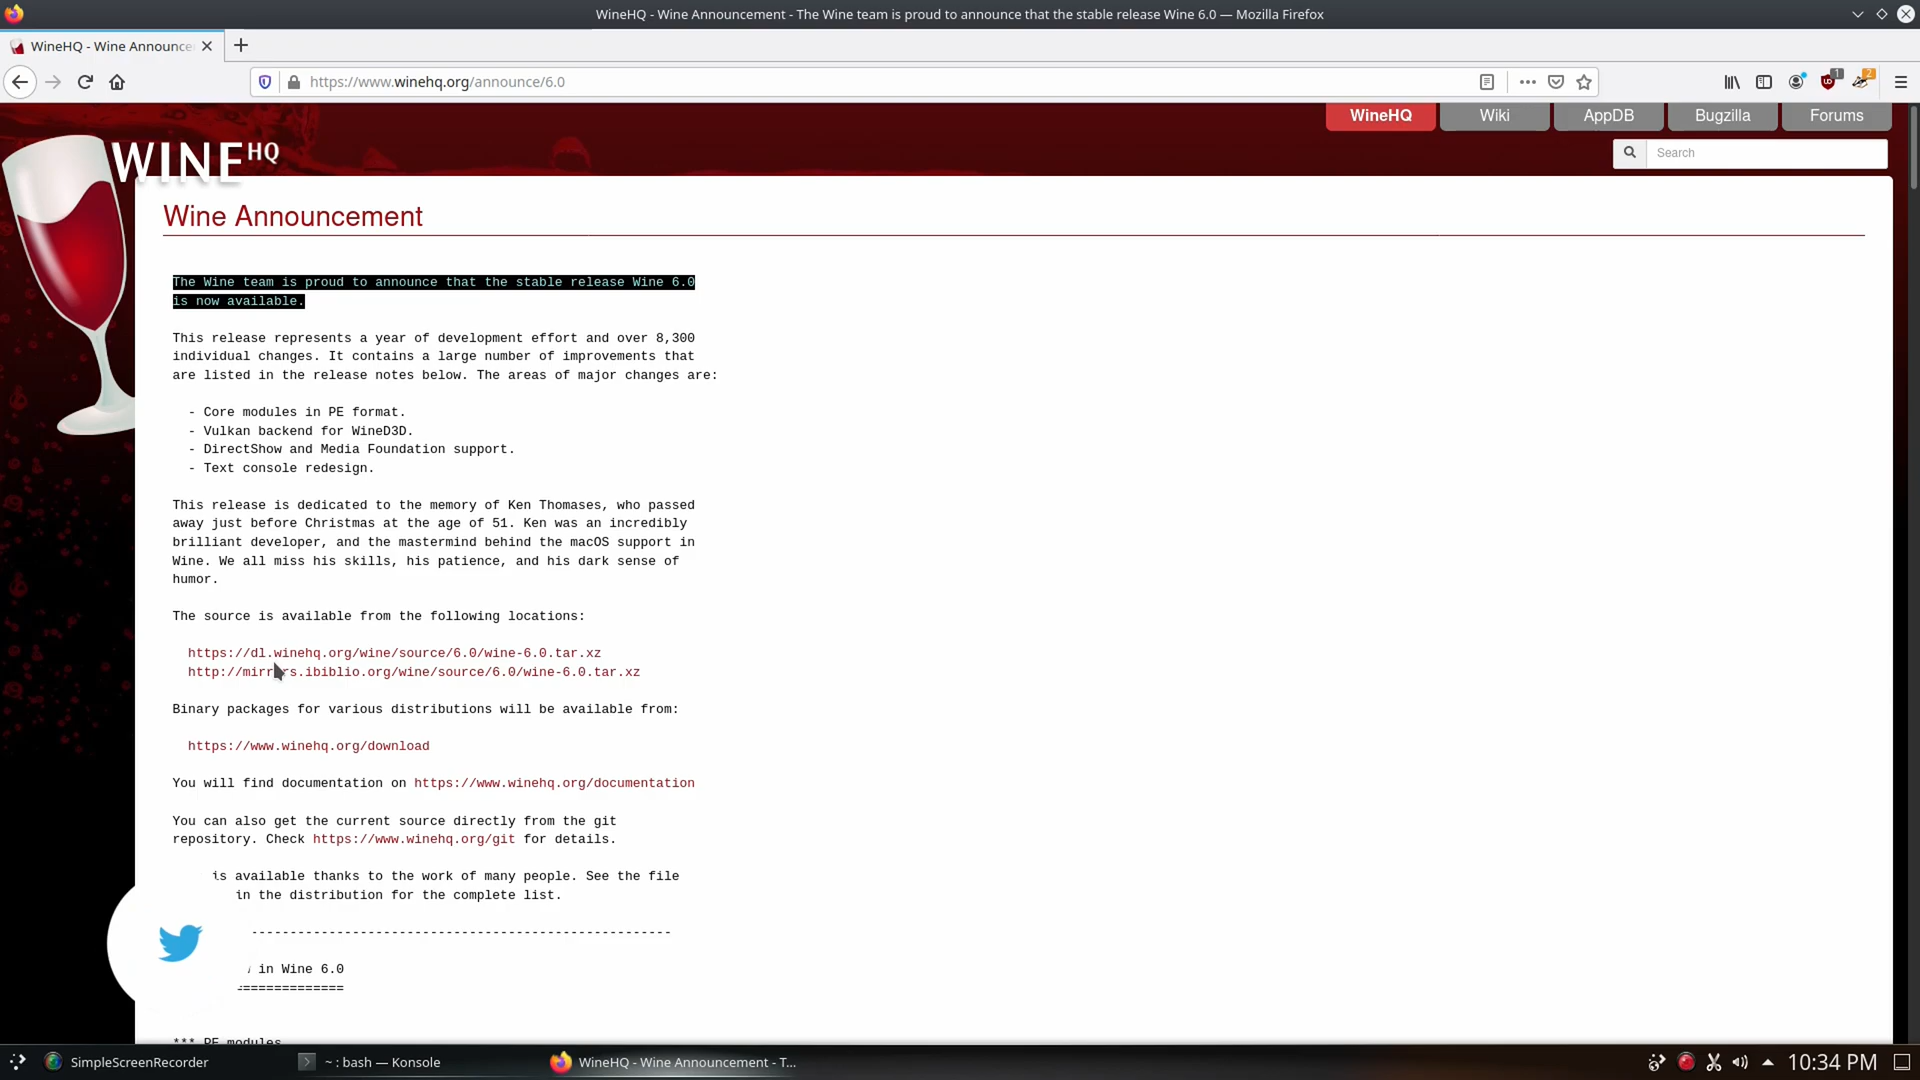 WineHQ - Wine Announcement - The Wine team is proud to announce that the stable release Wine 6.0 — Mozilla Firefox
WineHQ - Wine Announce
https://www.winehq.org/announce/6.0
1
2
WineHQ
Wiki
AppDB
Bugzilla
Forums
WINE HQ
Search
Wine Announcement
The Wine team is proud to announce that the stable release Wine 6.0
is now available.
This release represents a year of development effort and over 8,300
individual changes. It contains a large number of improvements that
are listed in the release notes below. The areas of major changes are:
- Core modules in PE format.
- Vulkan backend for WineD3D.
- DirectShow and Media Foundation support.
- Text console redesign.
This release is dedicated to the memory of Ken Thomases, who passed
away just before Christmas at the age of 51. Ken was an incredibly
brilliant developer, and the mastermind behind the macOS support in
Wine. We all miss his skills, his patience, and his dark sense of
humor.
The source is available from the following locations:
https://dl.winehq.org/wine/source/6.0/wine-6.0.tar.xz
http://mirrors.ibiblio.org/wine/source/6.0/wine-6.0.tar.xz
Binary packages for various distributions will be available from:
https://www.winehq.org/download
You will find documentation on https://www.winehq.org/documentation
You can also get the current source directly from the git
repository. Check https://www.winehq.org/git for details.
is available thanks to the work of many people. See the file
in the distribution for the complete list.
------------------------------------------------------
in Wine 6.0
==============
*** PE modules
SimpleScreenRecorder
~ : bash — Konsole
WineHQ - Wine Announcement - T...
10:34 PM